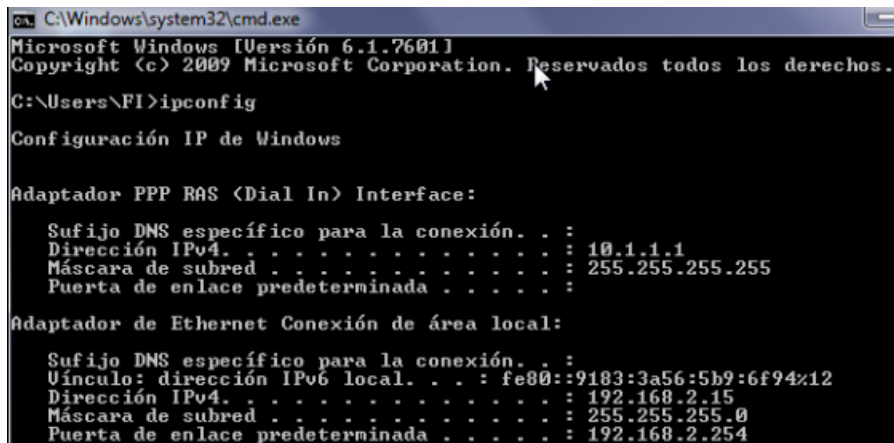 C:\Windows\system32\cmd.exe
Microsoft Windows [Versión 6.1.7601]
Copyright (c) 2009 Microsoft Corporation. Reservados todos los derechos.
C:\Users\FI>ipconfig
Configuración IP de Windows
Adaptador PPP RAS (Dial In) Interface:
Sufijo DNS específico para la conexión. . :
Dirección IPv4. . . . . . . . . . . . . . : 10.1.1.1
Máscara de subred . . . . . . . . . . . . : 255.255.255.255
Puerta de enlace predeterminada . . . . . :
Adaptador de Ethernet Conexión de área local:
Sufijo DNS específico para la conexión. . :
Vínculo: dirección IPv6 local. . . : fe80::9183:3a56:5b9:6f94%12
Dirección IPv4. . . . . . . . . . . . . . : 192.168.2.15
Máscara de subred . . . . . . . . . . . . : 255.255.255.0
Puerta de enlace predeterminada . . . . . : 192.168.2.254